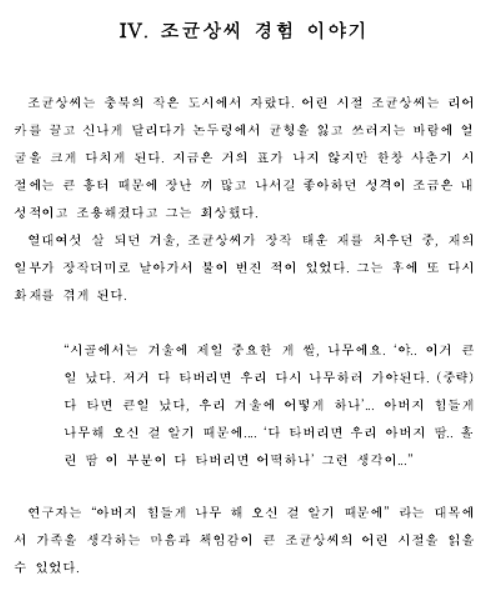 IV. 조균상씨 경험 이야기
조균상씨는 충북의 작은 도시에서 자랐다. 어린 시절 조균상씨는 리어
카를 끌고 신나게 달리다가 논두렁에서 균형을 잃고 쓰러지는 바람에 얼
굴을 크게 다치게 된다. 지금은 거의 표가 나지 않지만 한창 사춘기 시
절에는 큰 흉터 때문에 장난 끼 많고 나서길 좋아하던 성격이 조금은 내
성적이고 조용해졌다고 그는 회상했다.
열대여섯 살 되던 겨울, 조균상씨가 장작 태운 재를 치우던 중, 재의
일부가 장작더미로 날아가서 불이 번진 적이 있었다. 그는 후에 또 다시
화재를 겪게 된다.
“시골에서는 겨울에 제일 중요한 게 쌀, 나무에요. ‘야.. 이거 큰
일 났다. 저거 다 타버리면 우리 다시 나무하러 가야된다. (중략)
다 타면 큰일 났다, 우리 겨울에 어떻게 하나’... 아버지 힘들게
나무해 오신 걸 알기 때문에.... ‘다 타버리면 우리 아버지 땀.. 흘
린 땀 이 부분이 다 타버리면 어떡하나’ 그런 생각이...”
연구자는 “아버지 힘들게 나무 해 오신 걸 알기 때문에” 라는 대목에
서 가족을 생각하는 마음과 책임감이 큰 조균상씨의 어린 시절을 읽을
수 있었다.